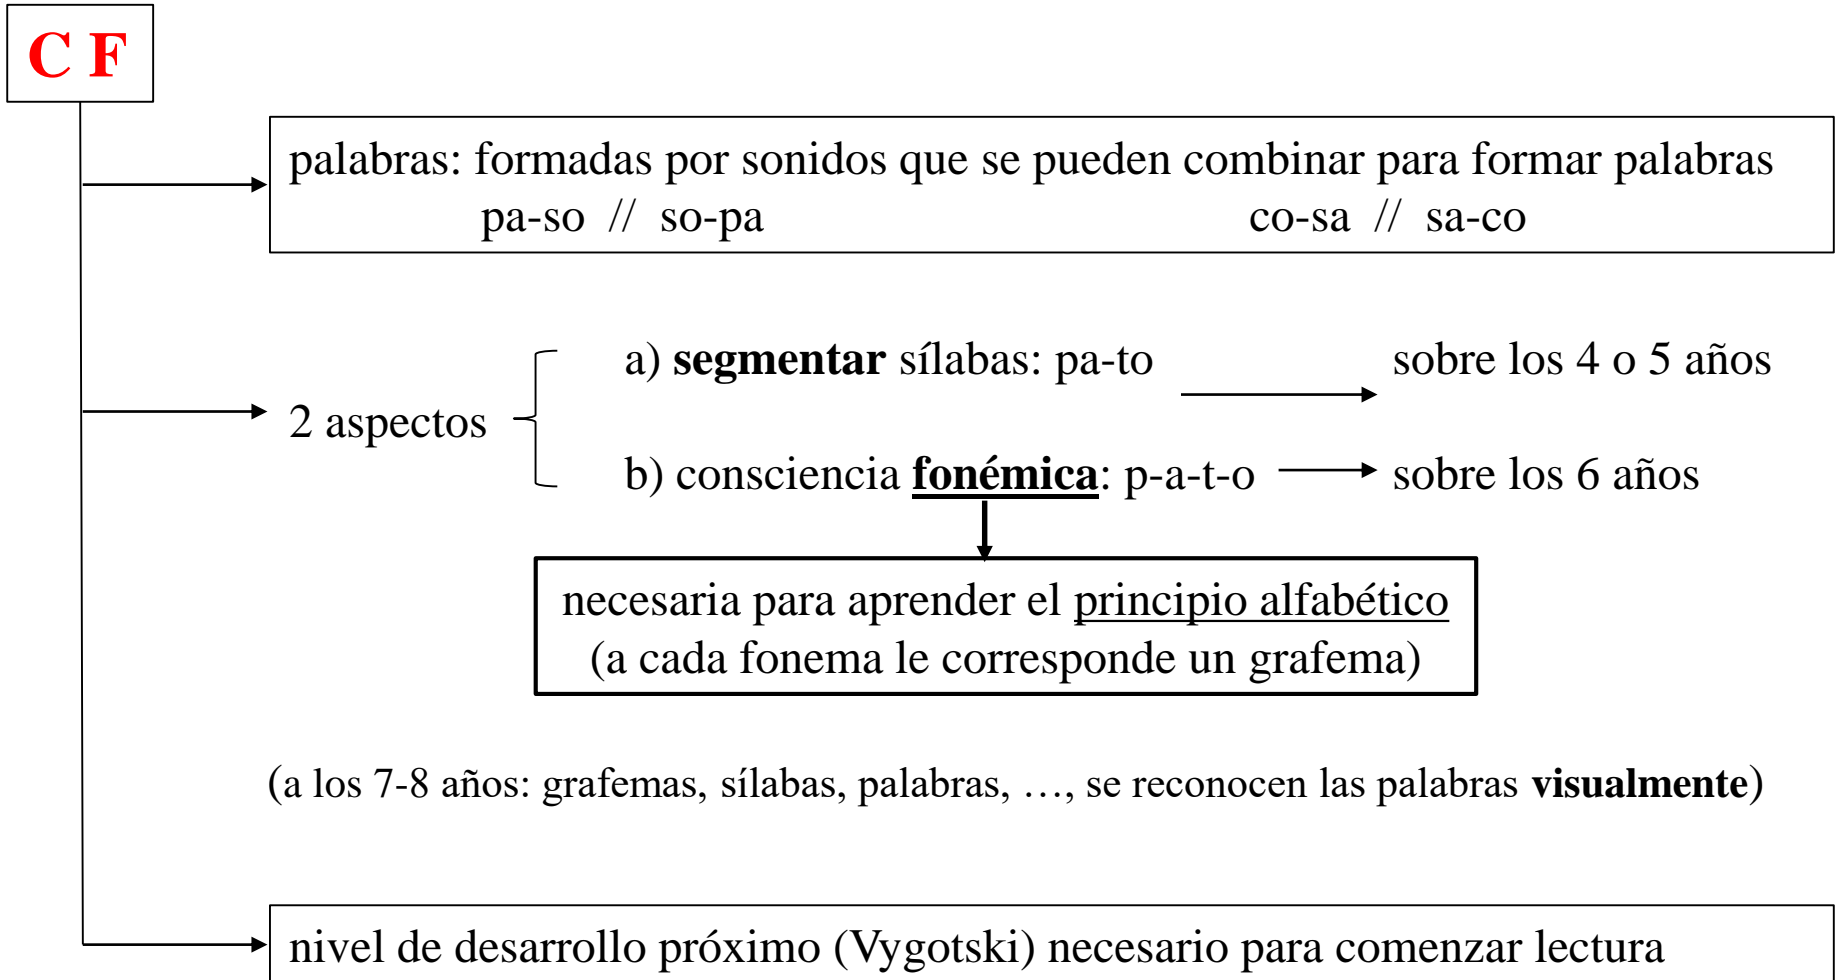 C F
palabras: formadas por sonidos que se pueden combinar para formar palabras
pa-so // so-pa co-sa // sa-co
a) segmentar sílabas: pa-to sobre los 4 o 5 años
2 aspectos
b) consciencia fonémica: p-a-t-o sobre los 6 años
necesaria para aprender el principio alfabético
(a cada fonema le corresponde un grafema)
(a los 7-8 años: grafemas, sílabas, palabras, …, se reconocen las palabras visualmente)
nivel de desarrollo próximo (Vygotski) necesario para comenzar lectura